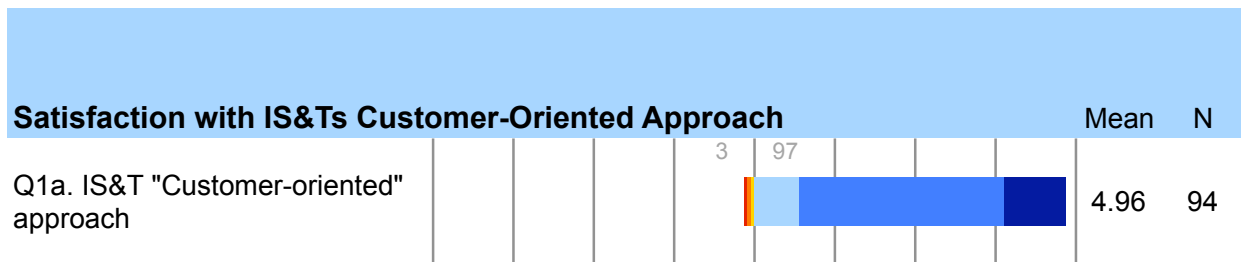 Satisfaction with IS&Ts Customer-Oriented Approach Mean N
3 97
Q1a. IS&T "Customer-oriented"
approach
4.96 94